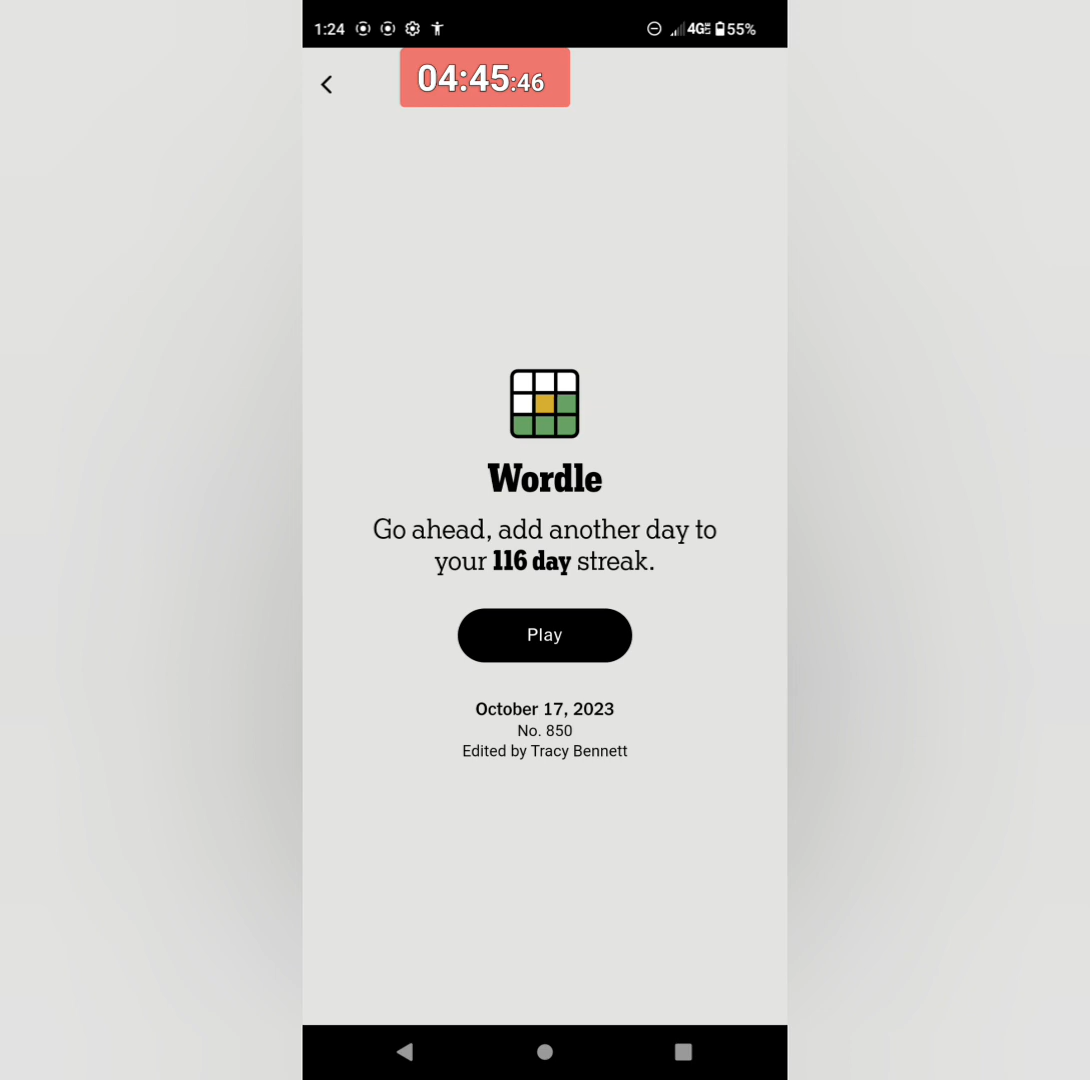 1:24 4G 55%
04:45:46
Wordle
Go ahead, add another day to
your 116 day streak.
Play
October 17, 2023
No. 850
Edited by Tracy Bennett